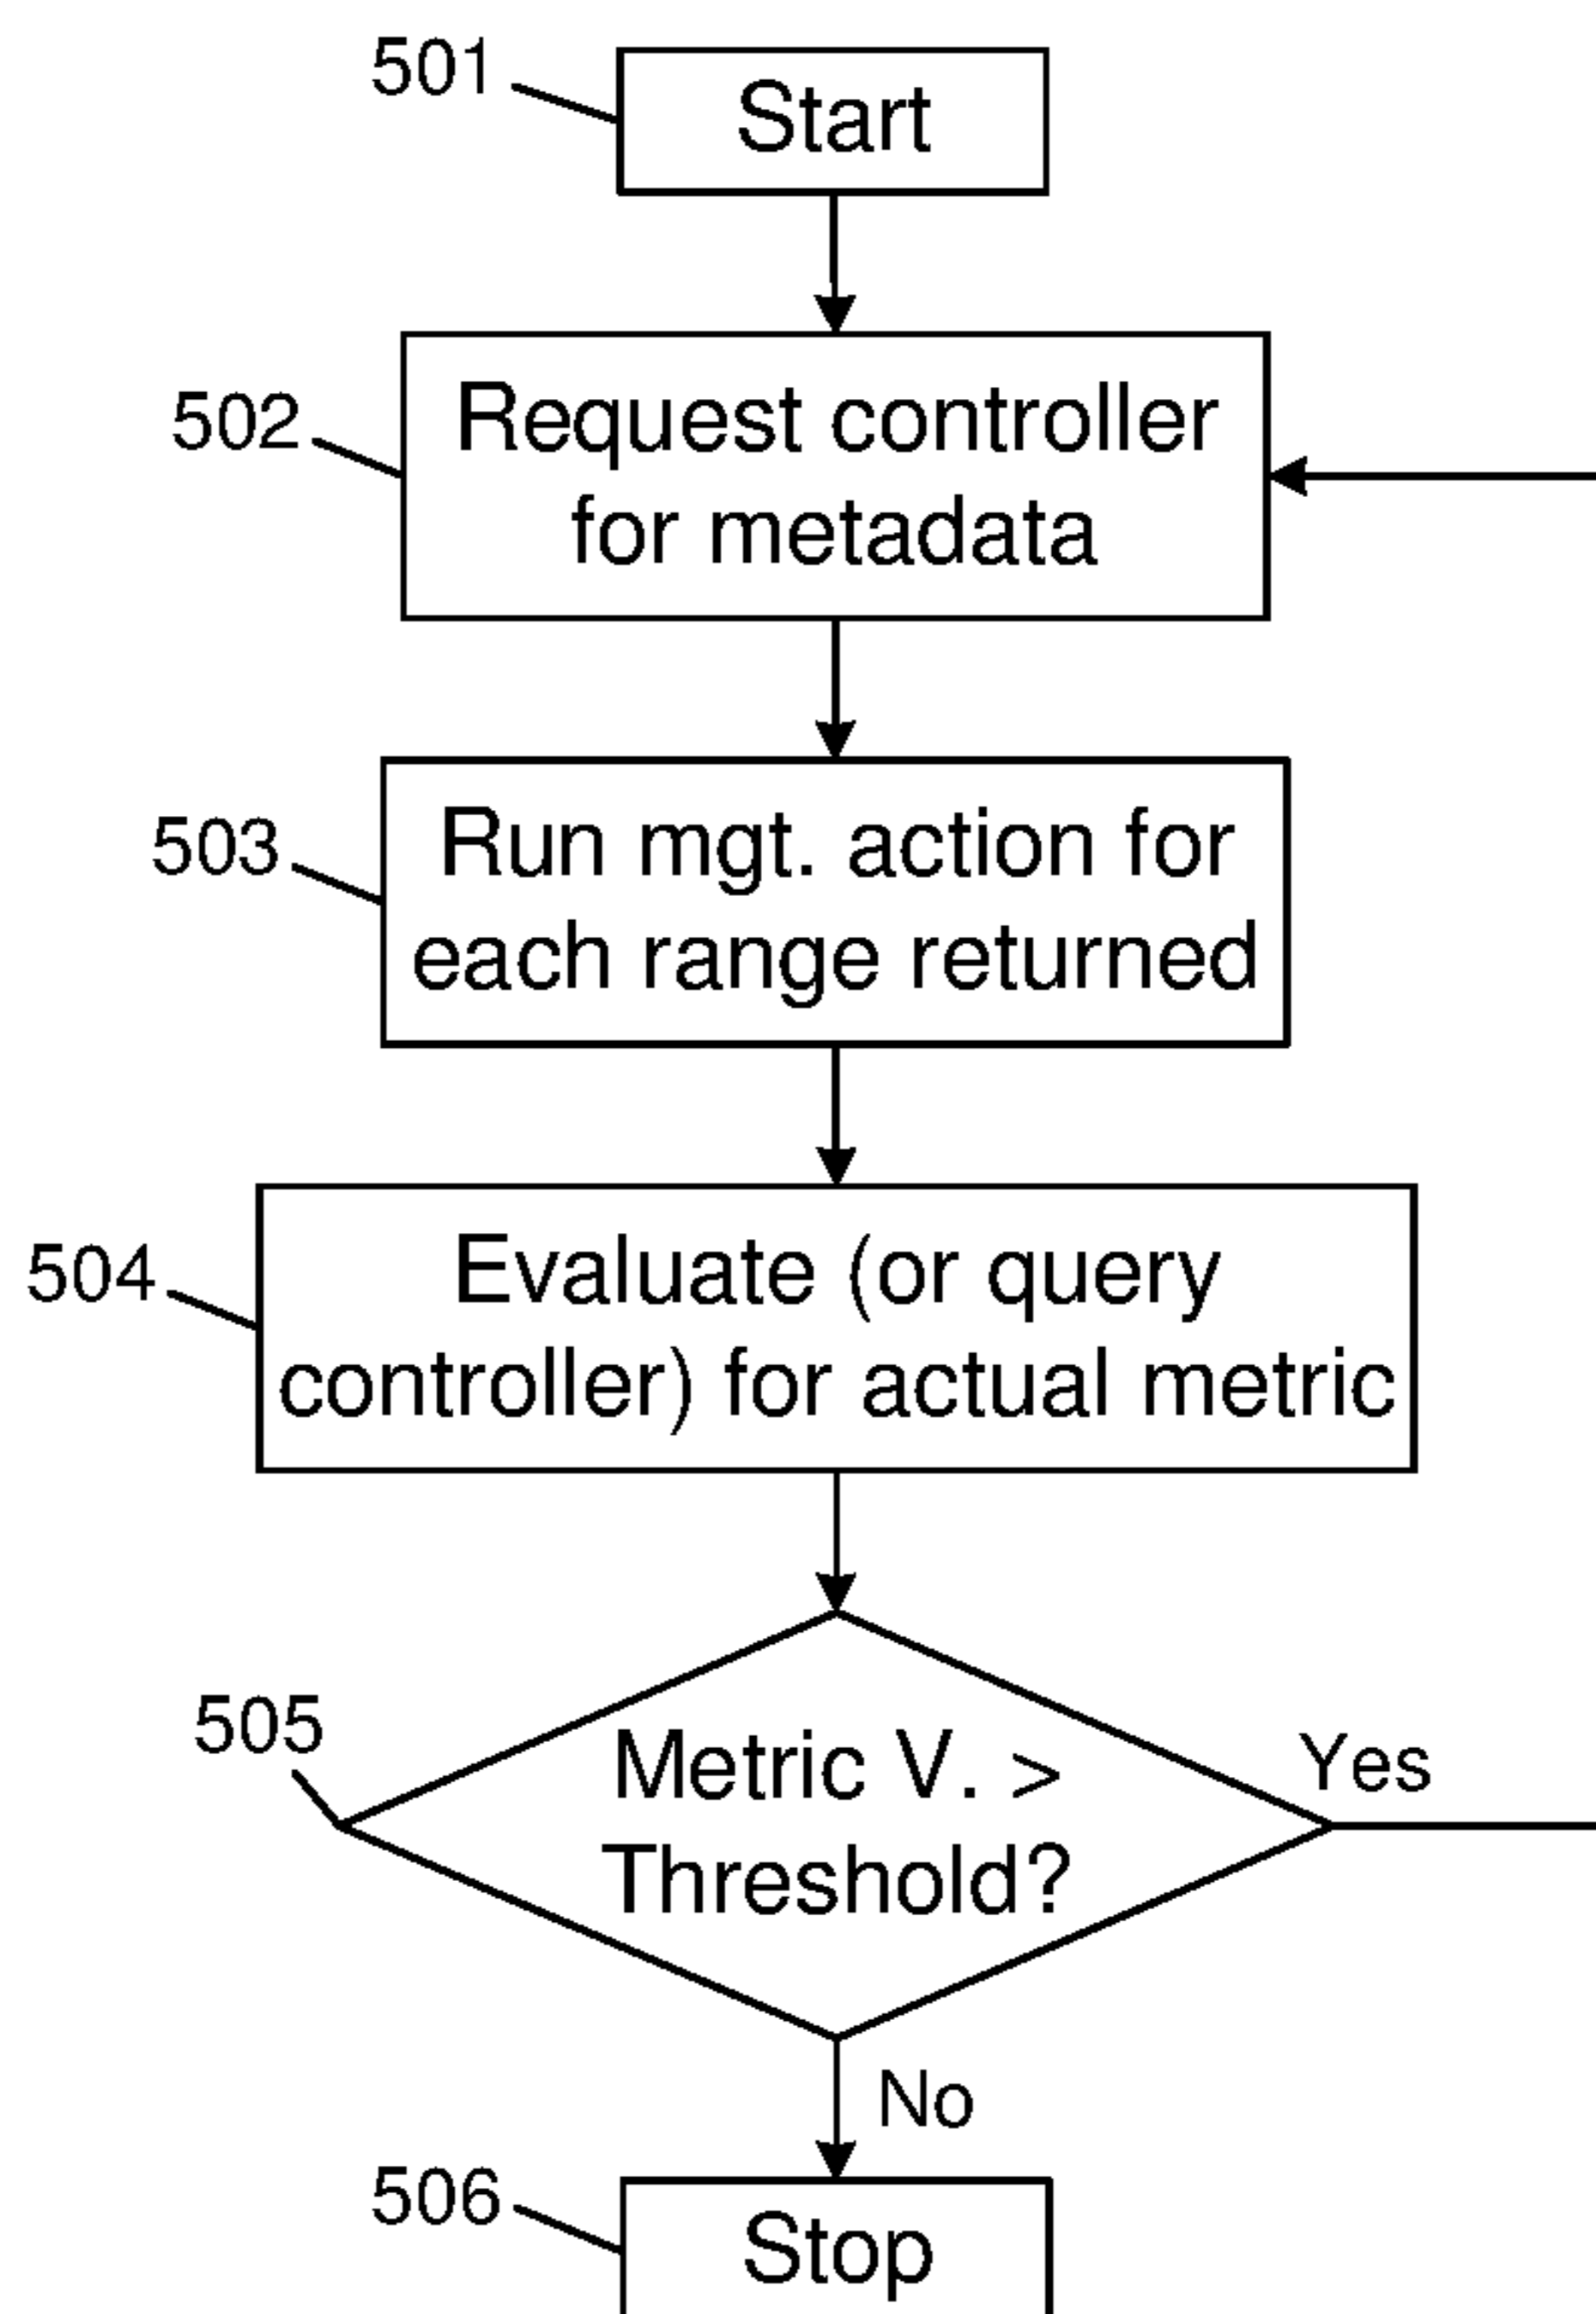 501
Start
502
Request controller
for metadata
503
Run mgt. action for
each range returned
504
Evaluate (or query
controller) for actual metric
505
Metric V. >
Threshold?
Yes
No
506
Stop